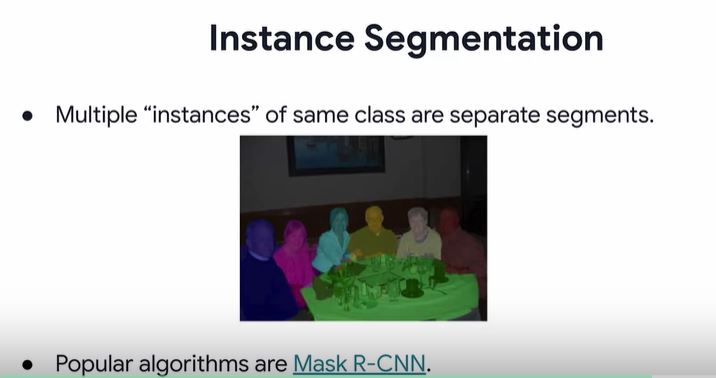 Instance Segmentation
● Multiple “instances” of same class are separate segments.
● Popular algorithms are Mask R-CNN.